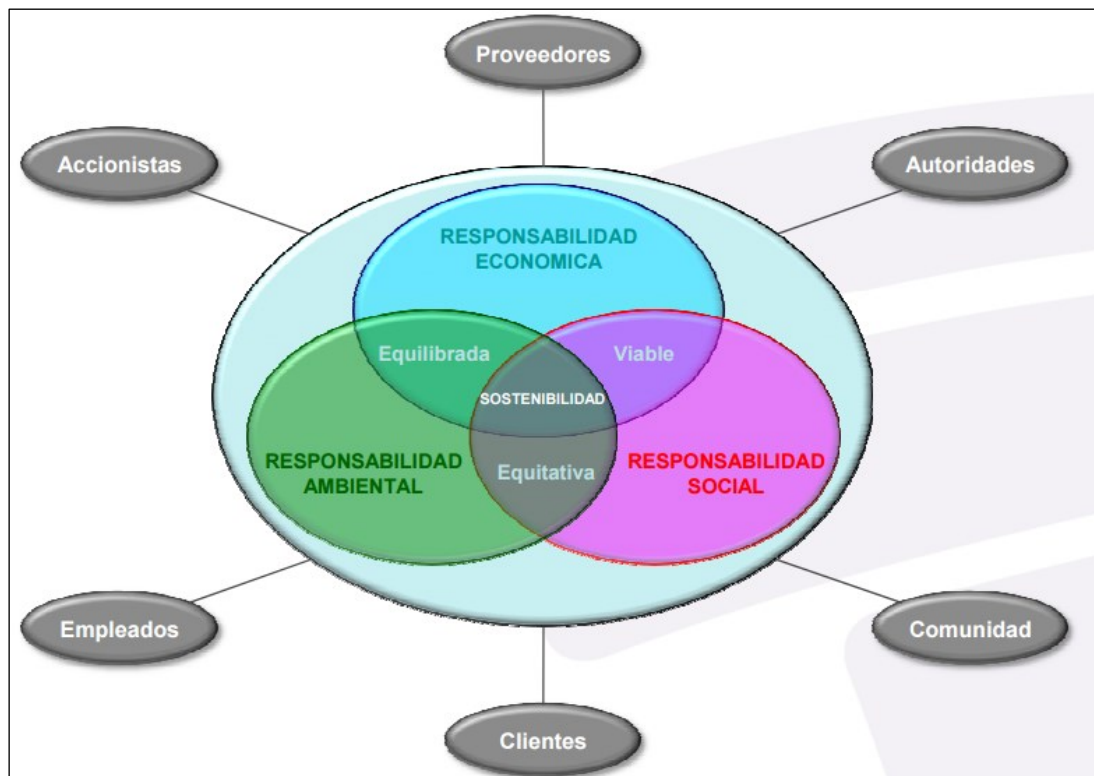 Proveedores
Accionistas
Autoridades
RESPONSABILIDAD
ECONOMICA
Equilibrada
Viable
SOSTENIBILIDAD
RESPONSABILIDAD
AMBIENTAL
Equitativa
RESPONSABILIDAD
SOCIAL
Empleados
Comunidad
Clientes